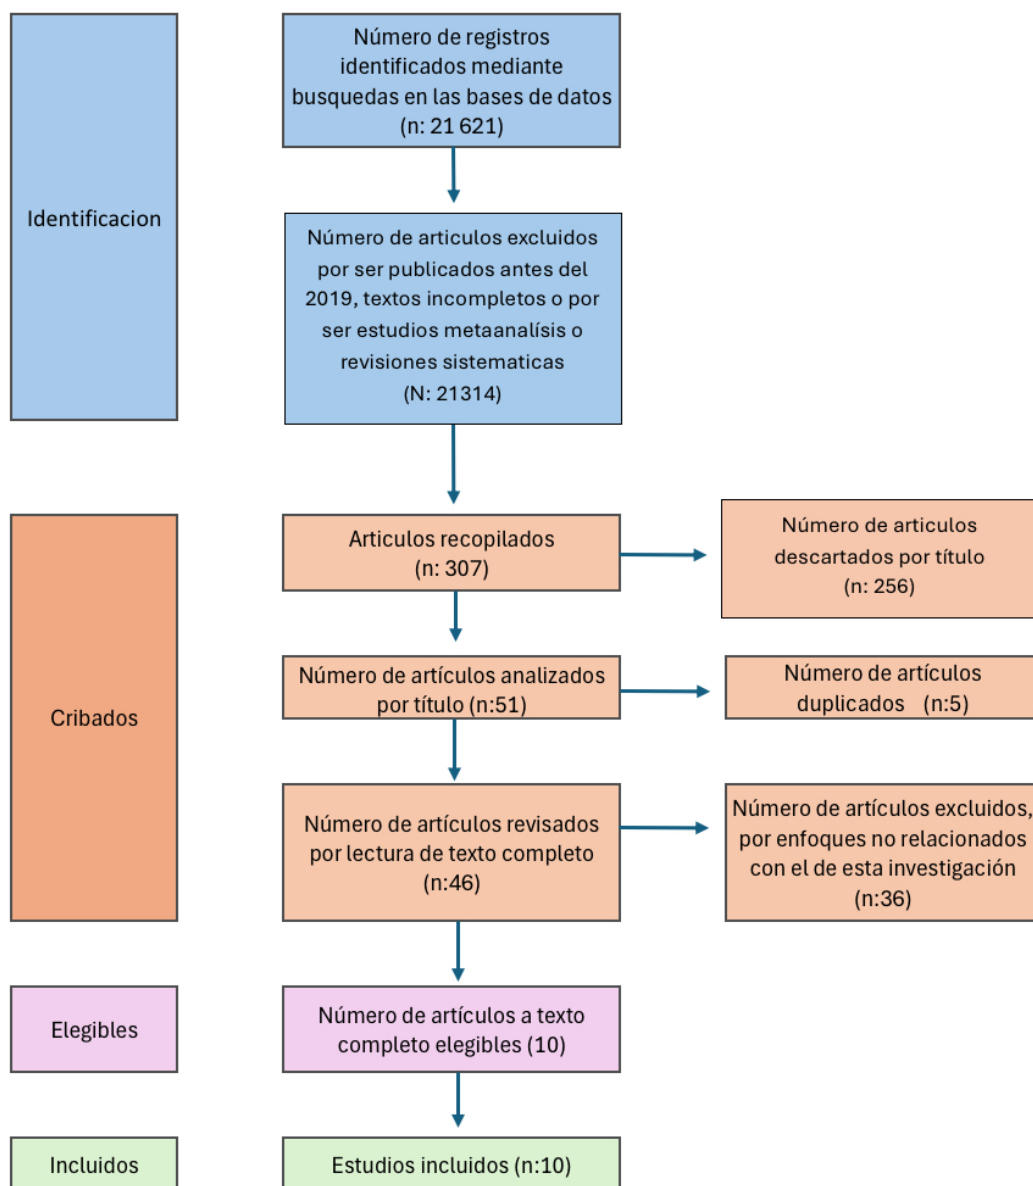 Número de registros
identificados mediante
busquedas en las bases de datos
(n: 21 621)
Identificacion
Número de articulos excluidos
por ser publicados antes del
2019, textos incompletos o por
ser estudios metaanalísis o
revisiones sistematicas
(N: 21314)
Articulos recopilados
(n: 307)
Número de articulos
descartados por título
(n: 256)
Cribados
Número de artículos analizados
por título (n:51)
Número de artículos
duplicados (n:5)
Número de artículos revisados
por lectura de texto completo
(n:46)
Número de artículos excluidos,
por enfoques no relacionados
con el de esta investigación
(n:36)
Elegibles
Número de artículos a texto
completo elegibles (10)
Incluidos
Estudios incluidos (n:10)